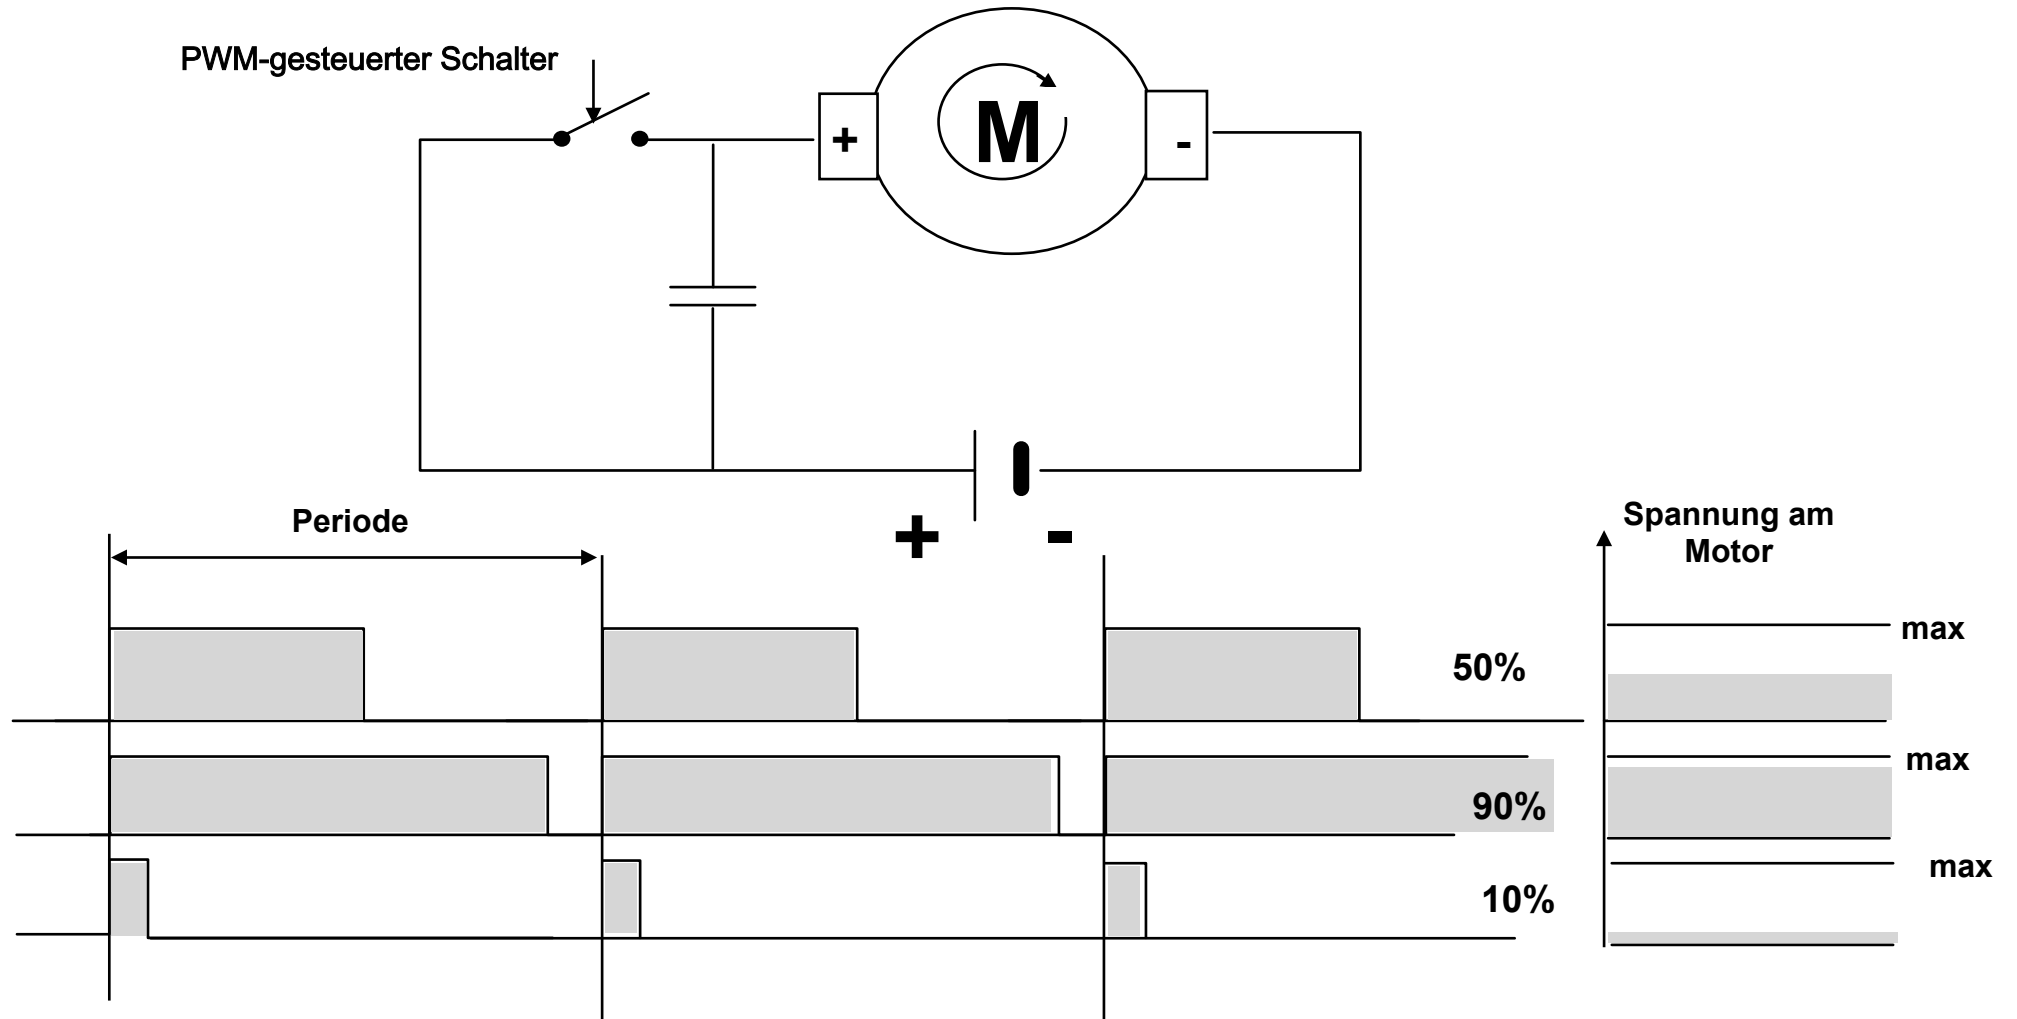 PWM-gesteuerter Schalter
+ M -
+ -
Periode
Spannung am
Motor
max
50%
max
90%
max
10%